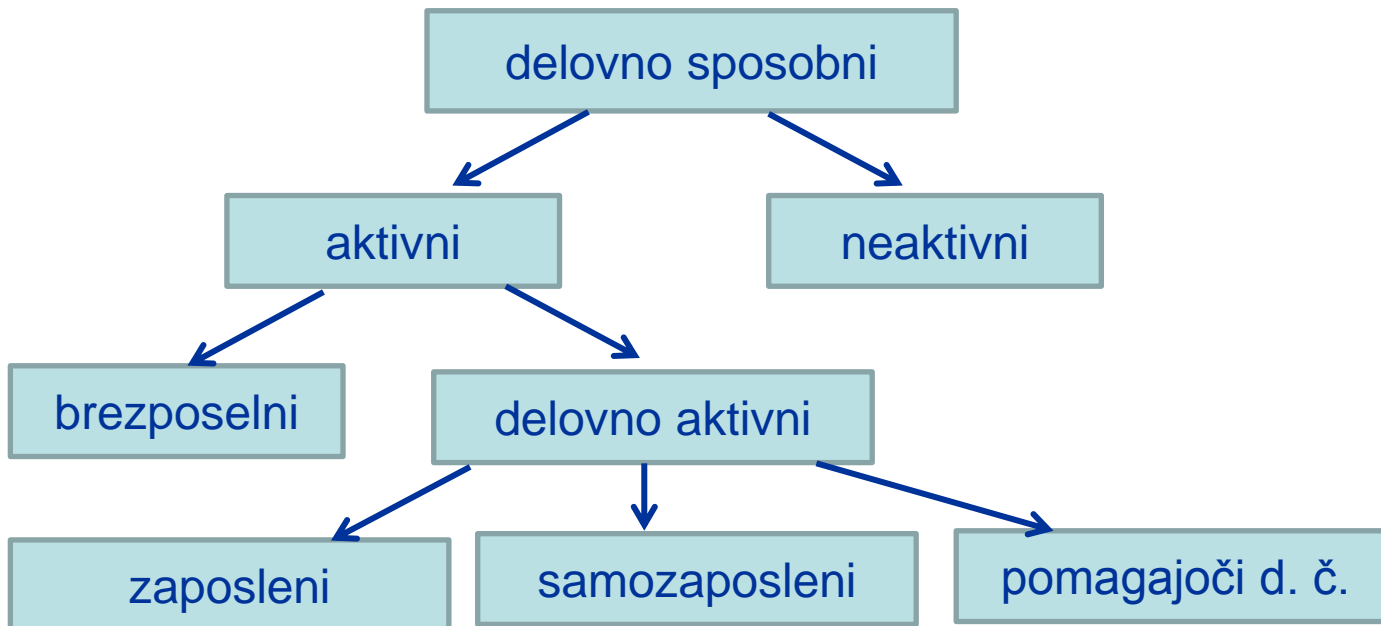 delovno sposobni
aktivni
neaktivni
brezposelni
delovno aktivni
zaposleni
samozaposleni
pomagajoči d. č.